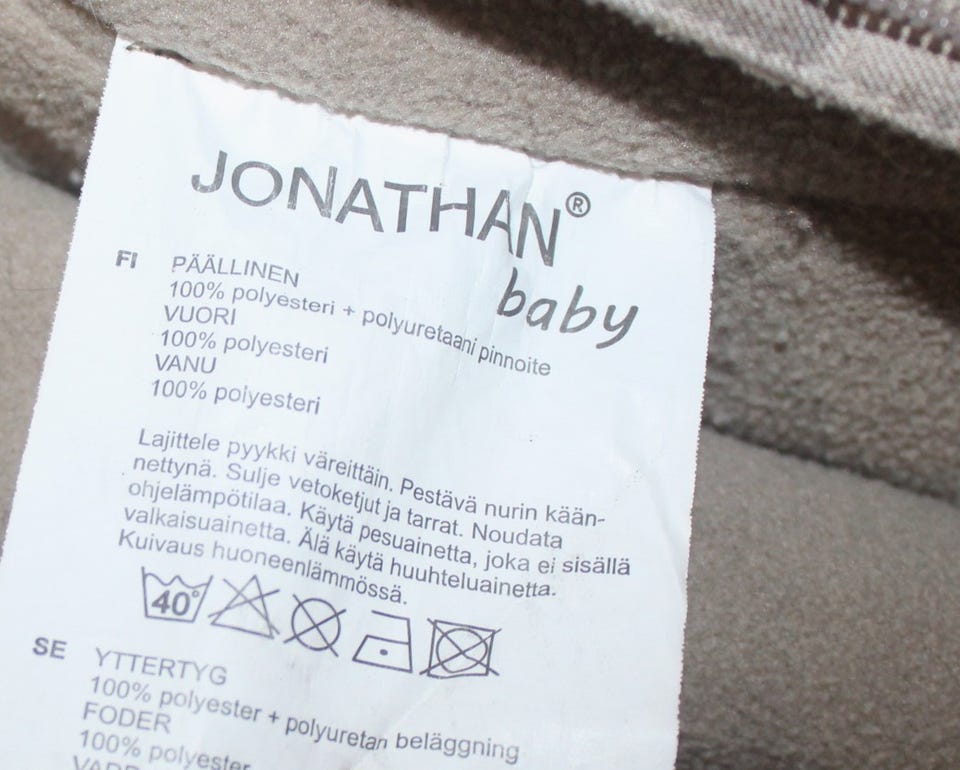 JONATHAN®
baby
FI PÄÄLLINEN
100% polyesteri + polyuretaani pinnoite
VUORI
100% polyesteri
VANU
100% polyesteri
Lajittele pyykki väreittäin. Pestävä nurin kään-
nettynä. Sulje vetoketjut ja tarrat. Noudata
ohjelämpötilaa. Käytä pesuainetta, joka ei sisällä
valkaisuainetta. Älä käytä huuhteluainetta.
Kuivaus huoneenlämmössä.
40°
SE YTTERTYG
100% polyester + polyuretan beläggning
FODER
100% polyester